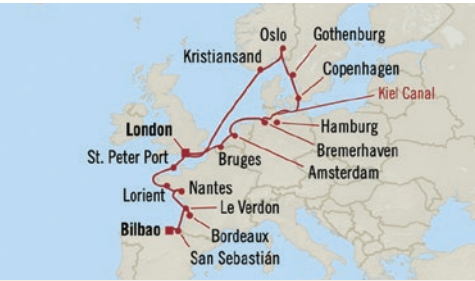 Oslo
Gothenburg
Kristiansand
Copenhagen
Kiel Canal
London
Hamburg
St. Peter Port
Bruges
Bremerhaven
Amsterdam
Lorient
Nantes
Le Verdon
Bilbao
Bordeaux
San Sebastián